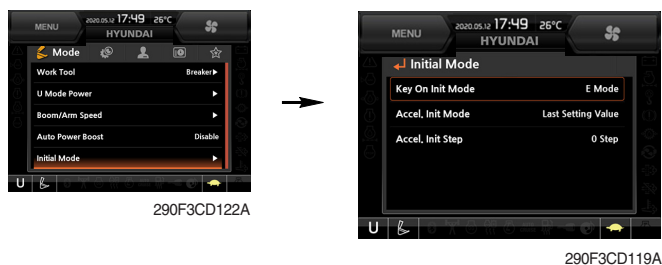 MENU
2020.05.12 17:49 26°C
HYUNDAI
Mode
Work Tool Breaker▶
U Mode Power ▶
Boom/Arm Speed ▶
Auto Power Boost Disable
Initial Mode ▶
U
290F3CD122A
MENU
2020.05.12 17:49 26°C
HYUNDAI
Initial Mode
Key On Init Mode E Mode
Accel. Init Mode Last Setting Value
Accel. Init Step 0 Step
U
290F3CD119A